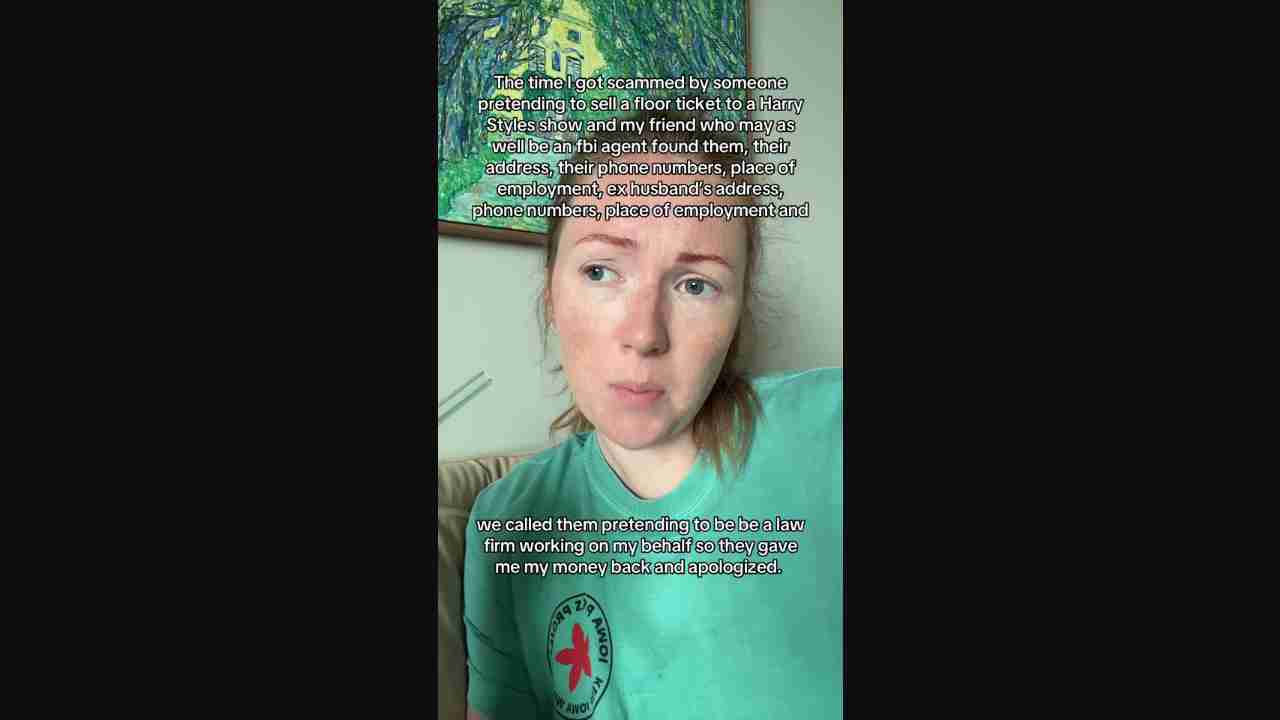 The time I got scammed by someone
pretending to sell a floor ticket to a Harry
Styles show and my friend who may as
well be an fbi agent found them, their
address, their phone numbers, place of
employment, ex husband's address,
phone numbers, place of employment and
we called them pretending to be be a law
firm working on my behalf so they gave
me my money back and apologized.
IOWA
IOWA